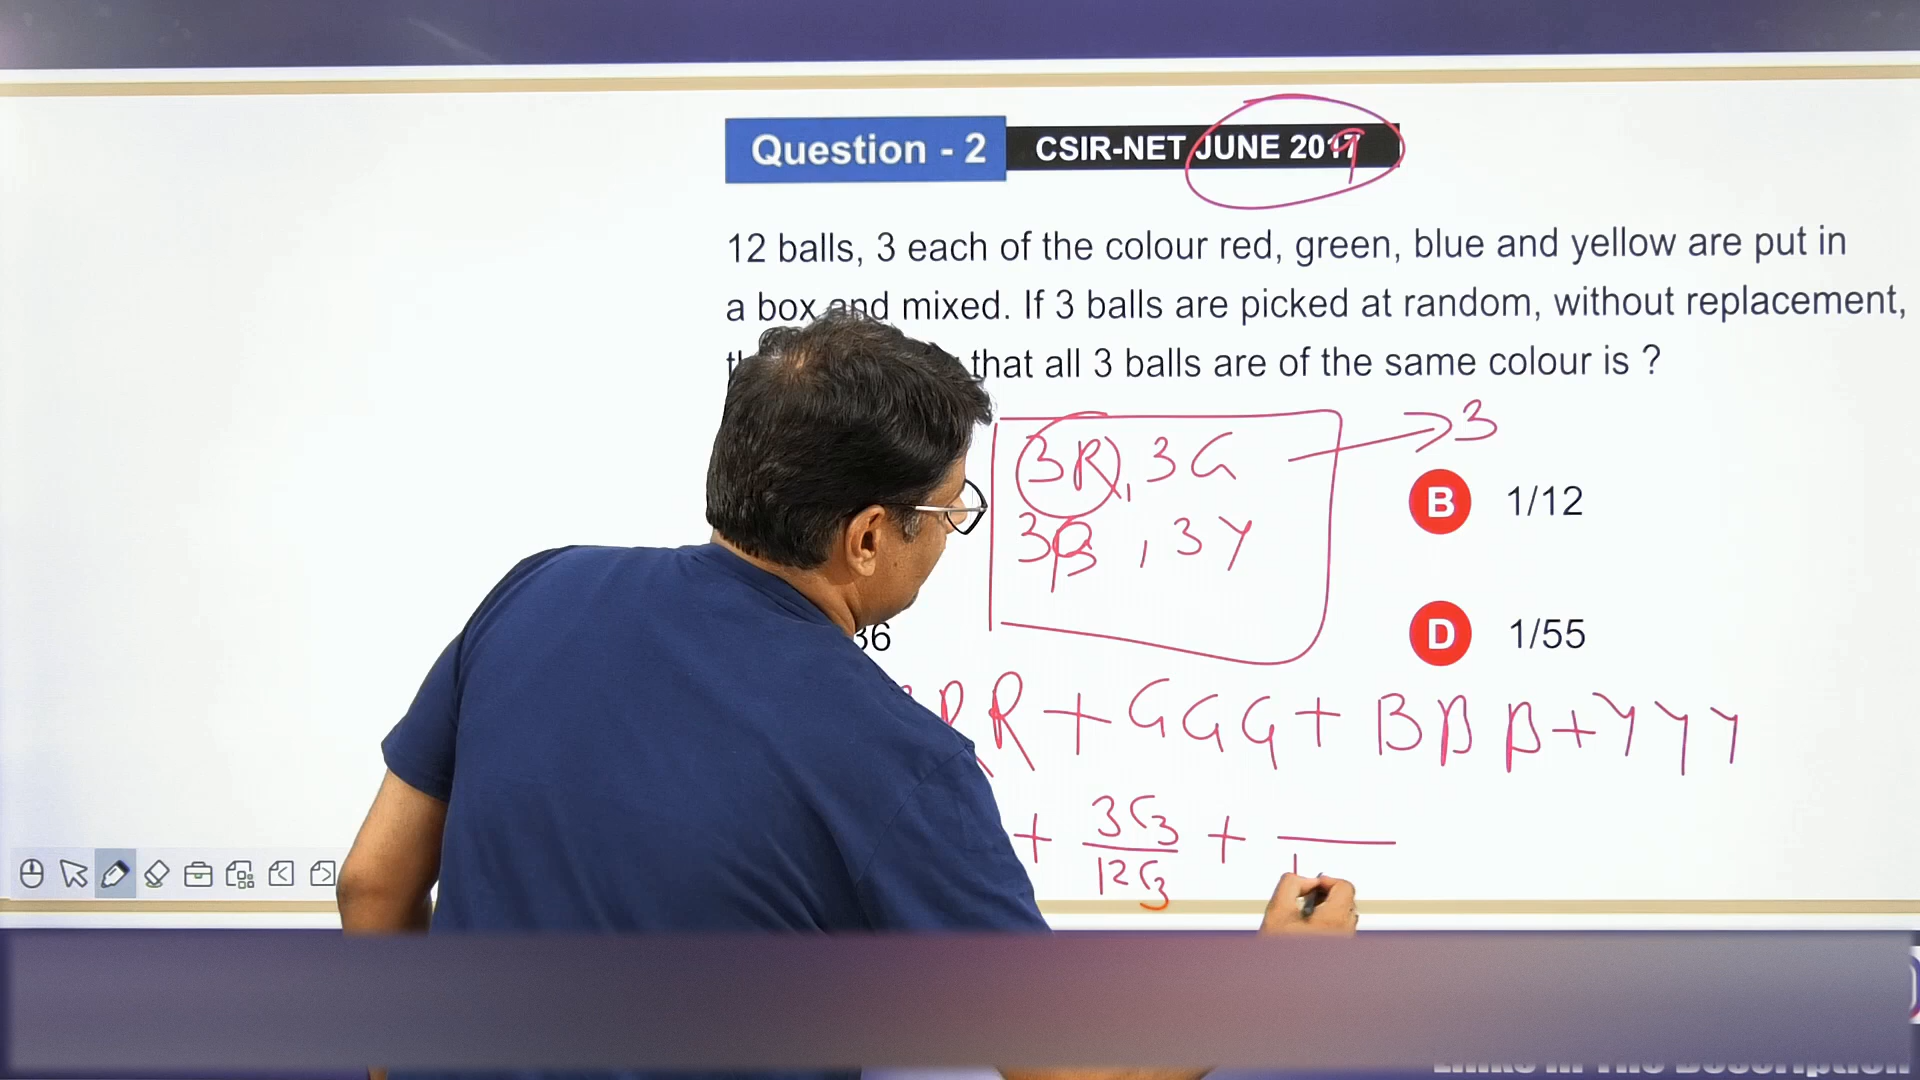 Question - 2 CSIR-NET JUNE 2019
12 balls, 3 each of the colour red, green, blue and yellow are put in
a box and mixed. If 3 balls are picked at random, without replacement,
that all 3 balls are of the same colour is ?
3R, 3G → 3
3B, 3Y
B 1/12
36 D 1/55
RR + GGG + BBB + YYY
+ 3C3/12C3 +